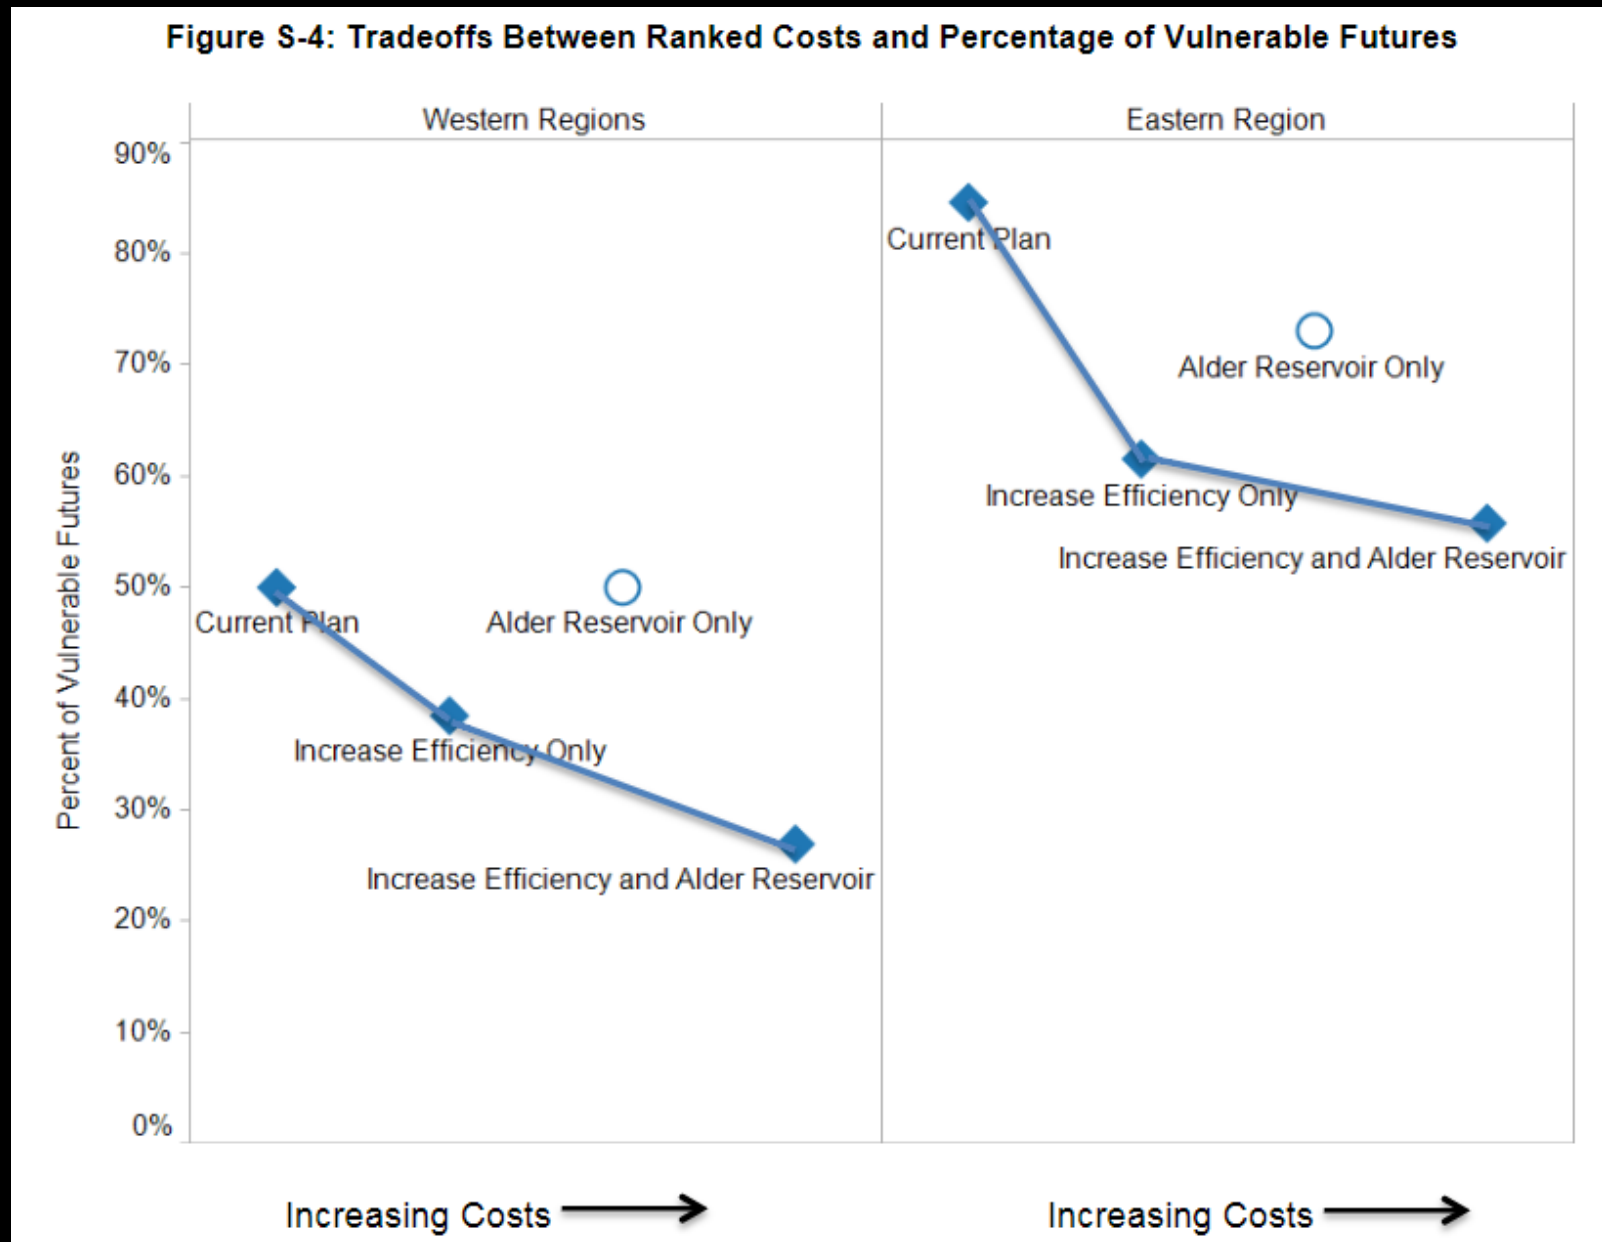 Figure S-4: Tradeoffs Between Ranked Costs and Percentage of Vulnerable Futures
Western Regions
Eastern Region
Percent of Vulnerable Futures
90%
80%
70%
60%
50%
40%
30%
20%
10%
0%
Current Plan
Alder Reservoir Only
Increase Efficiency Only
Increase Efficiency and Alder Reservoir
Current Plan
Alder Reservoir Only
Increase Efficiency Only
Increase Efficiency and Alder Reservoir
Increasing Costs
Increasing Costs